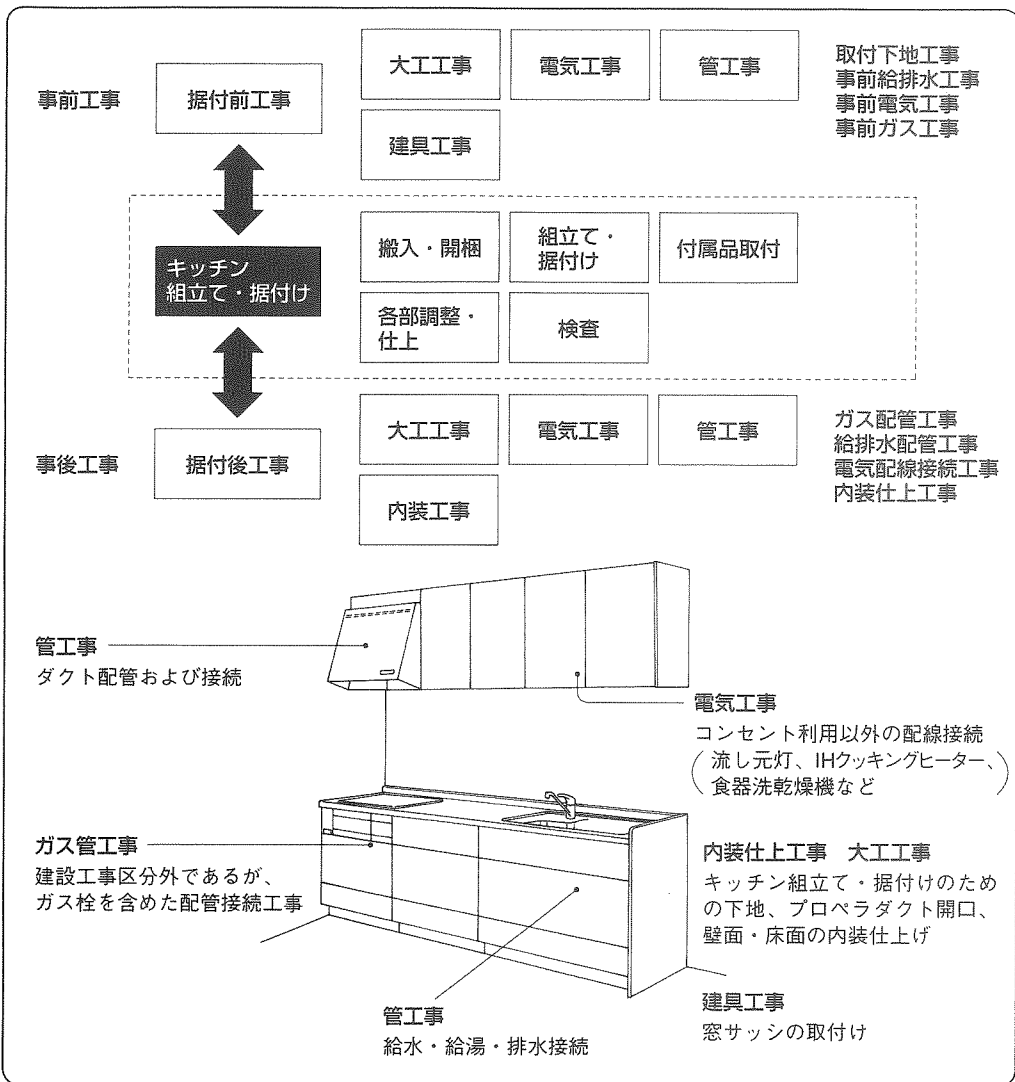 事前工事
据付前工事
大工工事
電気工事
管工事
建具工事
取付下地工事
事前給排水工事
事前電気工事
事前ガス工事
キッチン
組立て・据付け
搬入・開梱
組立て・
据付け
付属品取付
各部調整・
仕上
検査
事後工事
据付後工事
大工工事
電気工事
管工事
内装工事
ガス配管工事
給排水配管工事
電気配線接続工事
内装仕上工事
管工事
ダクト配管および接続
電気工事
コンセント利用以外の配線接続
(流し元灯、IHクッキングヒーター、
食器洗乾燥機など)
ガス管工事
建設工事区分外であるが、
ガス栓を含めた配管接続工事
内装仕上工事 大工工事
キッチン組立て・据付けのため
の下地、プロペラダクト開口、
壁面・床面の内装仕上げ
管工事
給水・給湯・排水接続
建具工事
窓サッシの取付け